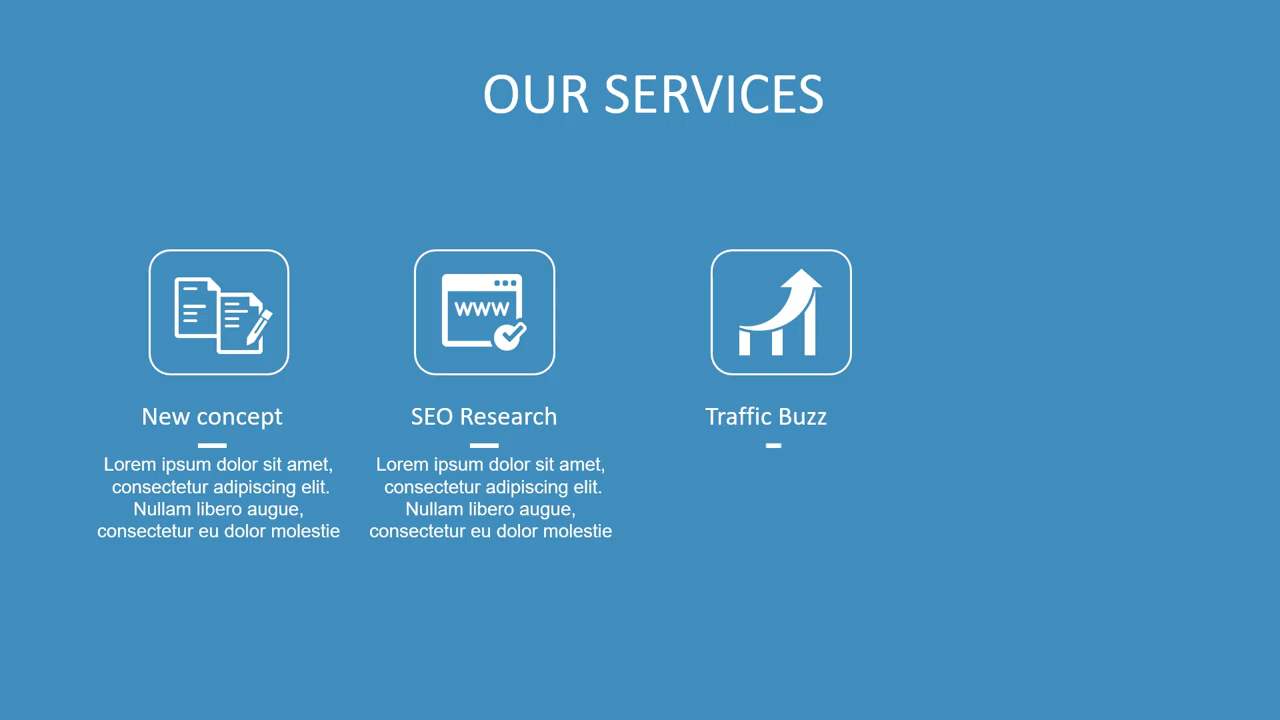 OUR SERVICES
www
New concept
Lorem ipsum dolor sit amet,
consectetur adipiscing elit.
Nullam libero augue,
consectetur eu dolor molestie
SEO Research
Lorem ipsum dolor sit amet,
consectetur adipiscing elit.
Nullam libero augue,
consectetur eu dolor molestie
Traffic Buzz